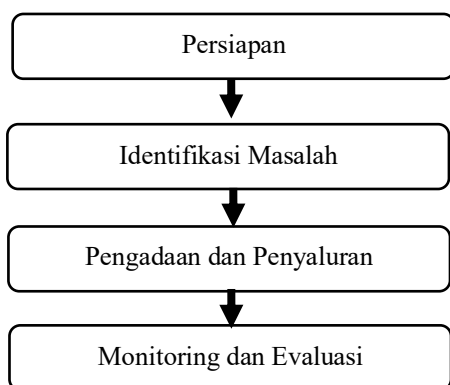 Persiapan
Identifikasi Masalah
Pengadaan dan Penyaluran
Monitoring dan Evaluasi